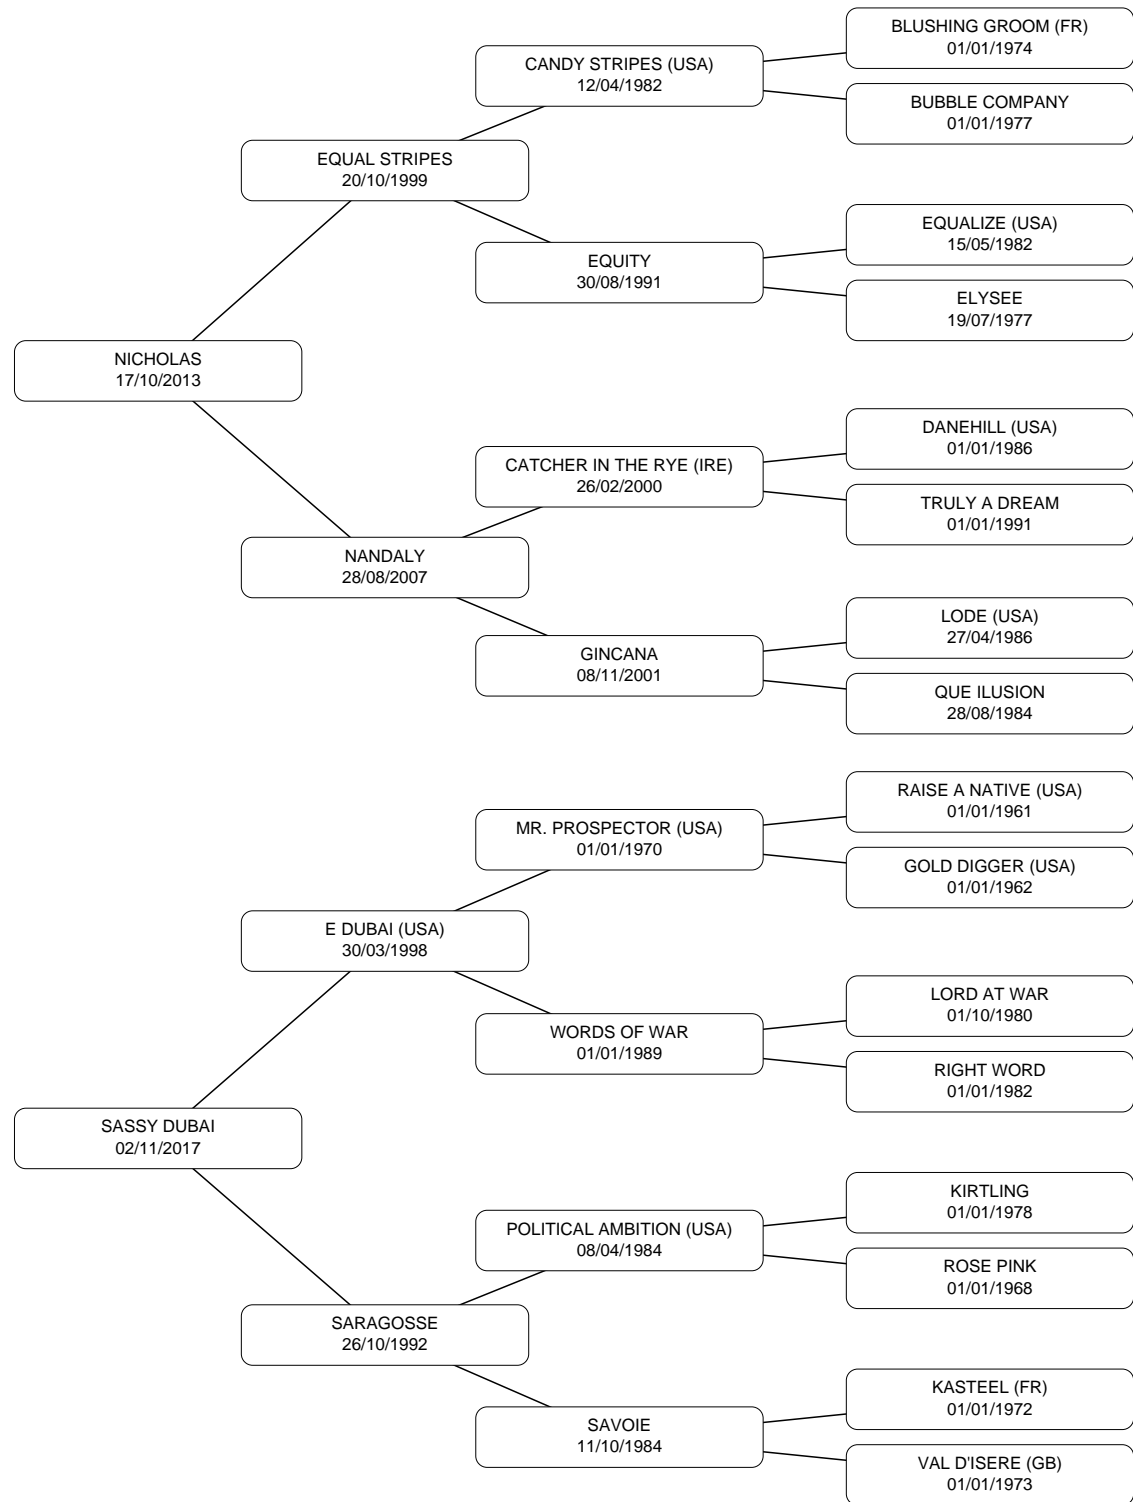 BLUSHING GROOM (FR)
01/01/1974
CANDY STRIPES (USA)
12/04/1982
BUBBLE COMPANY
01/01/1977
EQUAL STRIPES
20/10/1999
EQUALIZE (USA)
15/05/1982
EQUITY
30/08/1991
ELYSEE
19/07/1977
NICHOLAS
17/10/2013
DANEHILL (USA)
01/01/1986
CATCHER IN THE RYE (IRE)
26/02/2000
TRULY A DREAM
01/01/1991
NANDALY
28/08/2007
LODE (USA)
27/04/1986
GINCANA
08/11/2001
QUE ILUSION
28/08/1984
RAISE A NATIVE (USA)
01/01/1961
MR. PROSPECTOR (USA)
01/01/1970
GOLD DIGGER (USA)
01/01/1962
E DUBAI (USA)
30/03/1998
LORD AT WAR
01/10/1980
WORDS OF WAR
01/01/1989
RIGHT WORD
01/01/1982
SASSY DUBAI
02/11/2017
KIRTLING
01/01/1978
POLITICAL AMBITION (USA)
08/04/1984
ROSE PINK
01/01/1968
SARAGOSSE
26/10/1992
KASTEEL (FR)
01/01/1972
SAVOIE
11/10/1984
VAL D'ISERE (GB)
01/01/1973